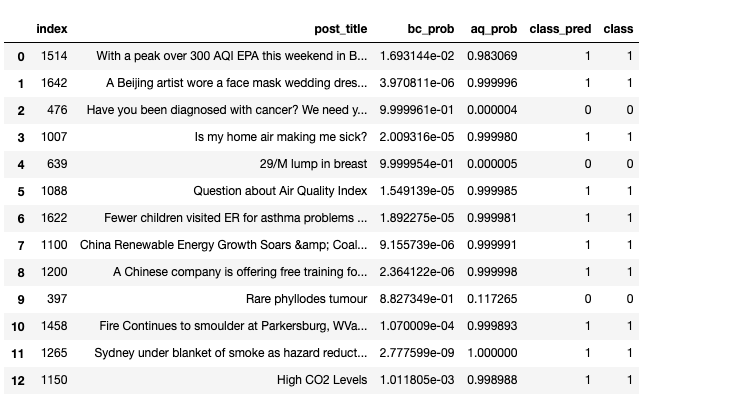 index post_title bc_prob aq_prob class_pred class
0 1514 With a peak over 300 AQI EPA this weekend in B... 1.693144e-02 0.983069 1 1
1 1642 A Beijing artist wore a face mask wedding dres... 3.970811e-06 0.999996 1 1
2 476 Have you been diagnosed with cancer? We need y... 9.999961e-01 0.000004 0 0
3 1007 Is my home air making me sick? 2.009316e-05 0.999980 1 1
4 639 29/M lump in breast 9.999954e-01 0.000005 0 0
5 1088 Question about Air Quality Index 1.549139e-05 0.999985 1 1
6 1622 Fewer children visited ER for asthma problems ... 1.892275e-05 0.999981 1 1
7 1100 China Renewable Energy Growth Soars &amp; Coal... 9.155739e-06 0.999991 1 1
8 1200 A Chinese company is offering free training fo... 2.364122e-06 0.999998 1 1
9 397 Rare phyllodes tumour 8.827349e-01 0.117265 0 0
10 1458 Fire Continues to smoulder at Parkersburg, WVa... 1.070009e-04 0.999893 1 1
11 1265 Sydney under blanket of smoke as hazard reduct... 2.777599e-09 1.000000 1 1
12 1150 High CO2 Levels 1.011805e-03 0.998988 1 1